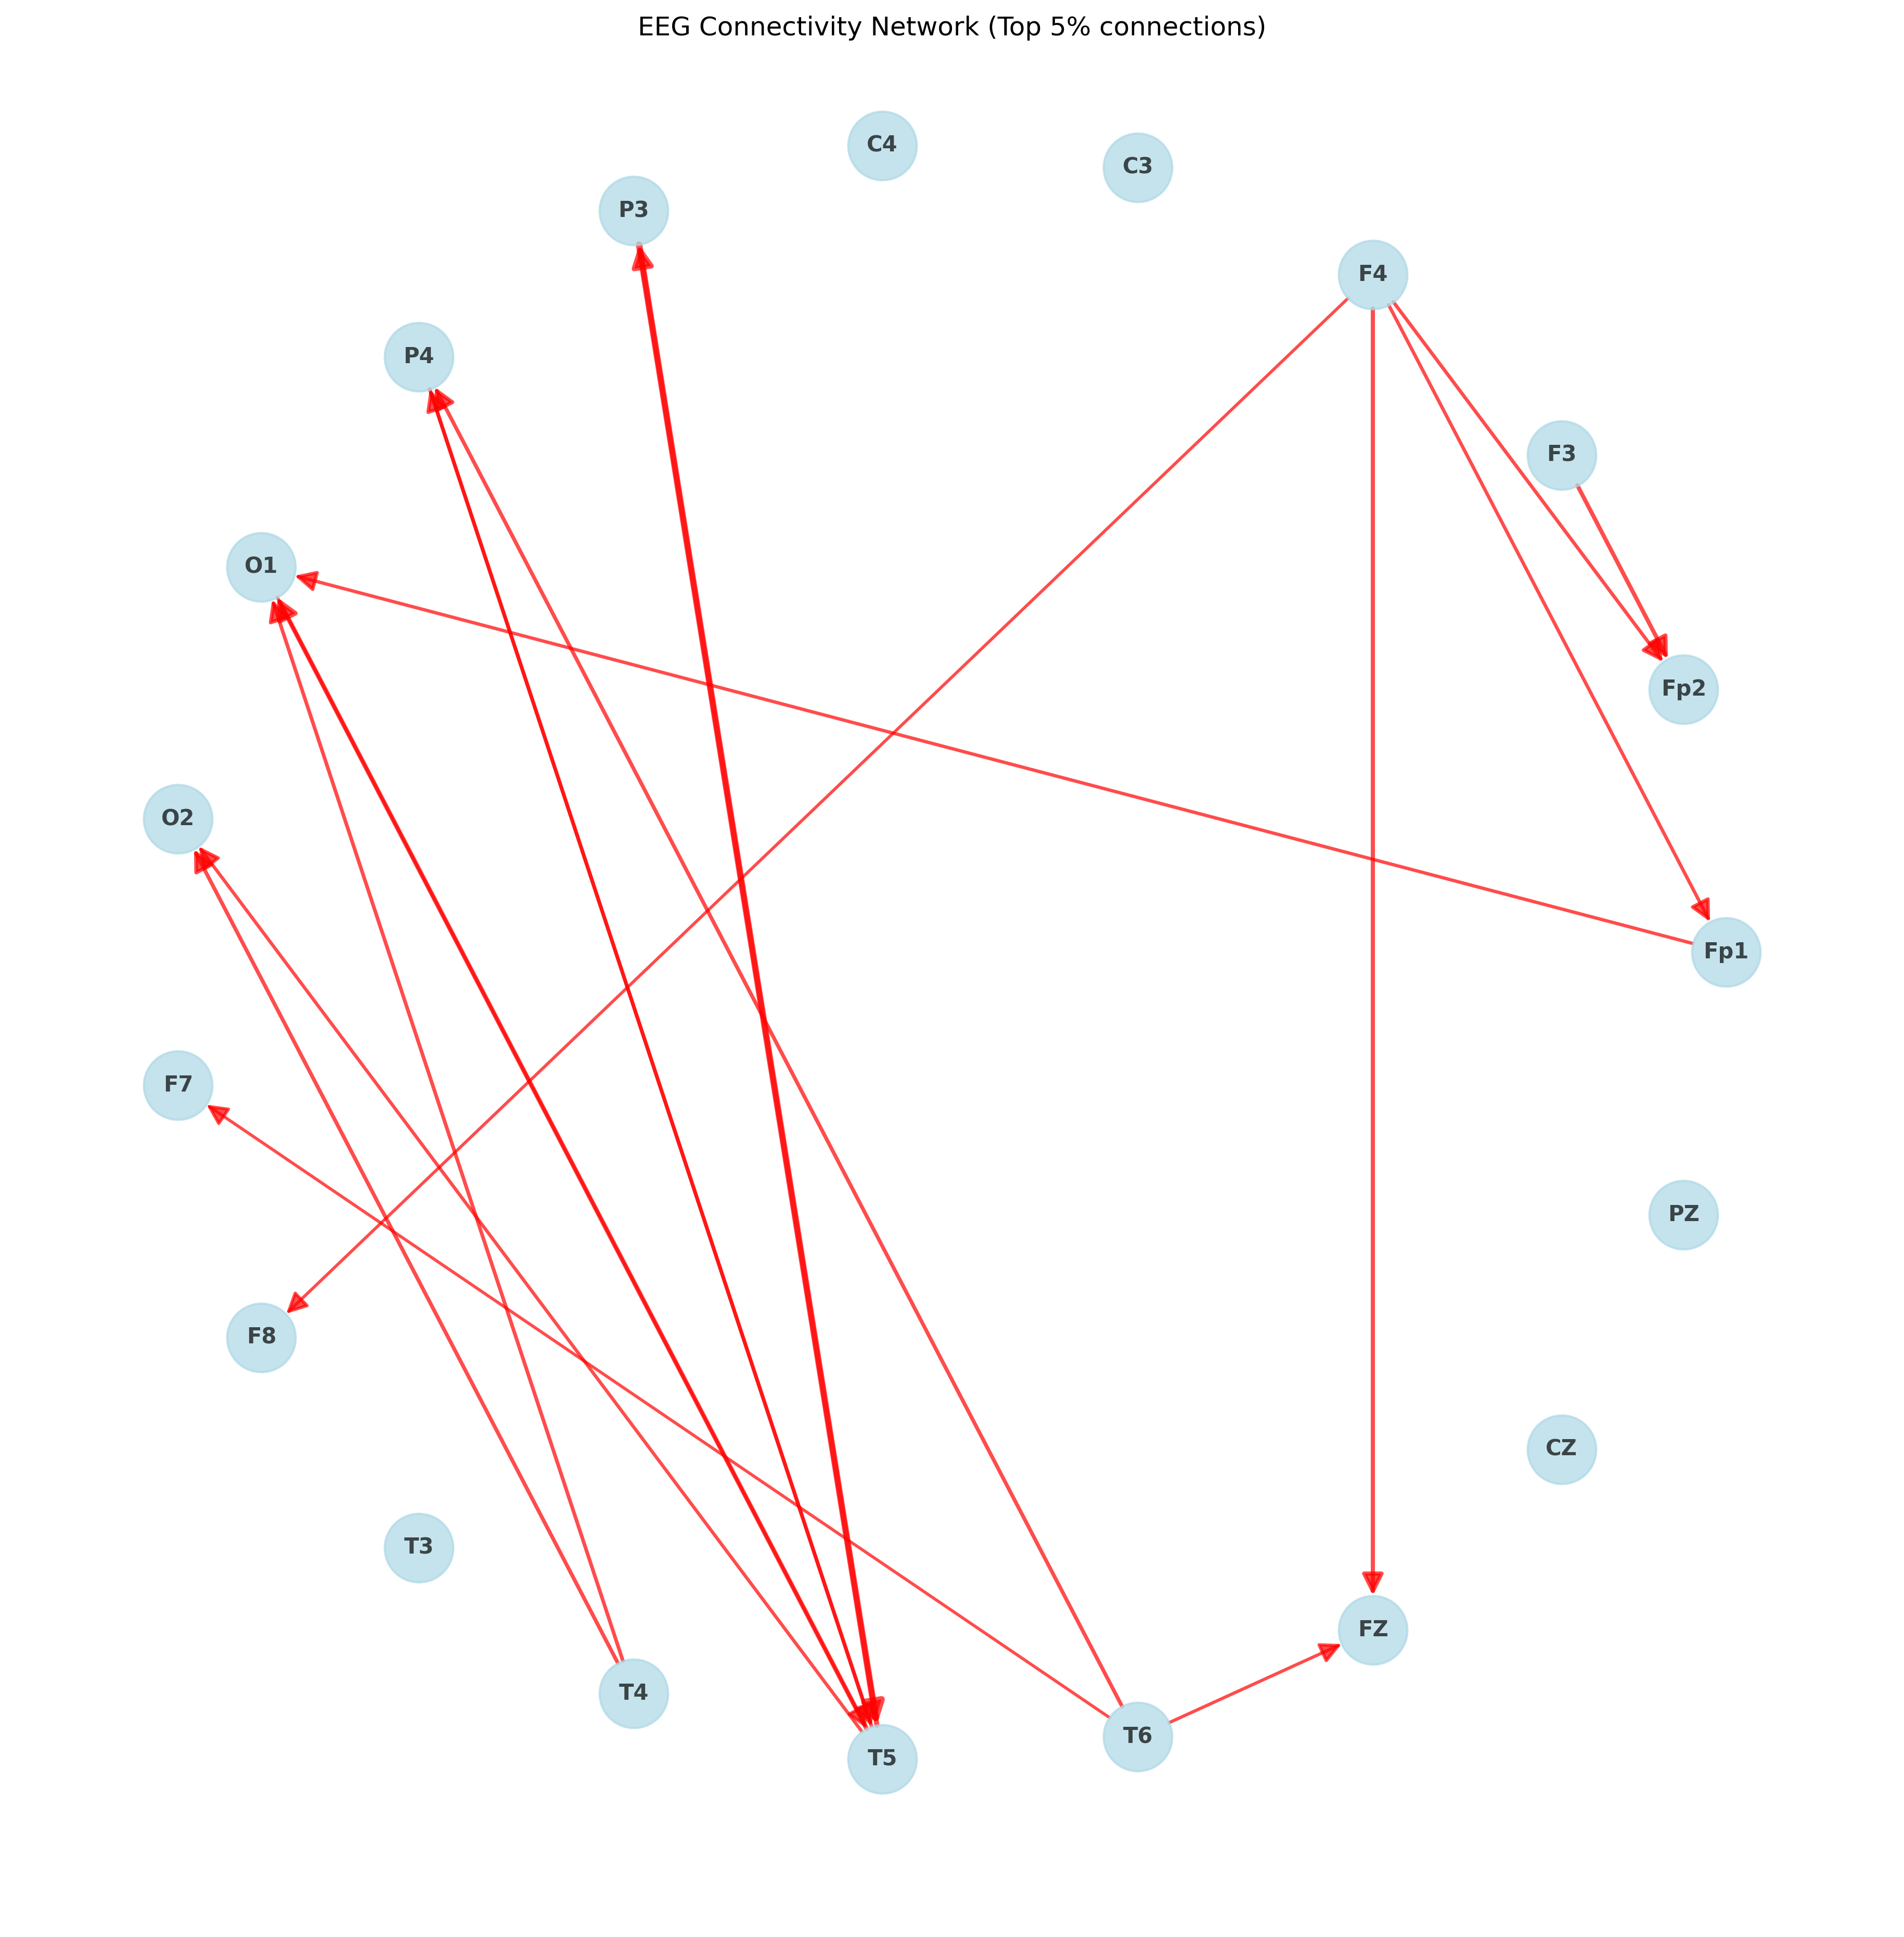 EEG Connectivity Network (Top 5% connections)
C4
C3
P3
F4
P4
F3
O1
Fp2
O2
Fp1
F7
PZ
F8
CZ
T3
FZ
T4
T6
T5